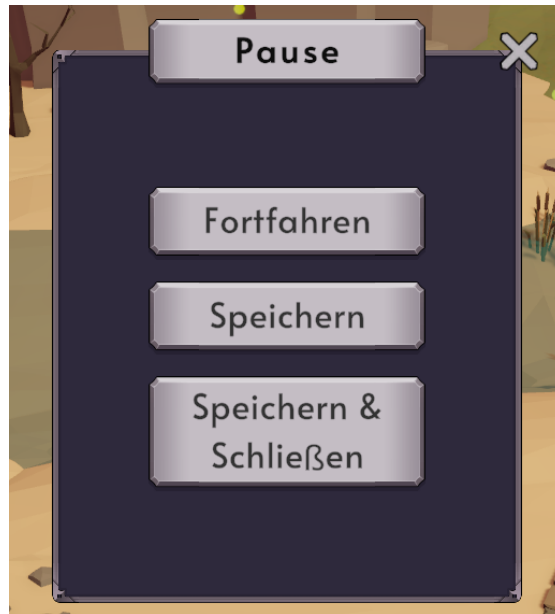 Pause
Fortfahren
Speichern
Speichern &
Schließen